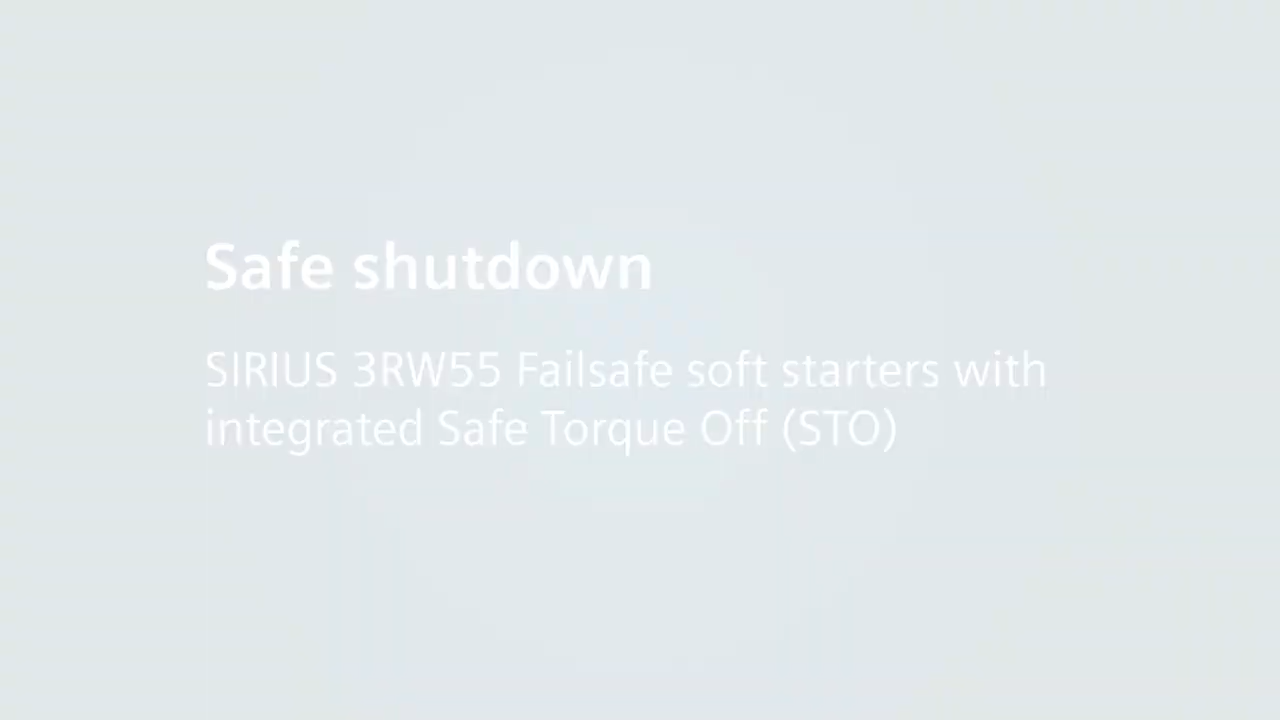 Safe shutdown
SIRIUS 3RW55 Failsafe soft starters with
integrated Safe Torque Off (STO)